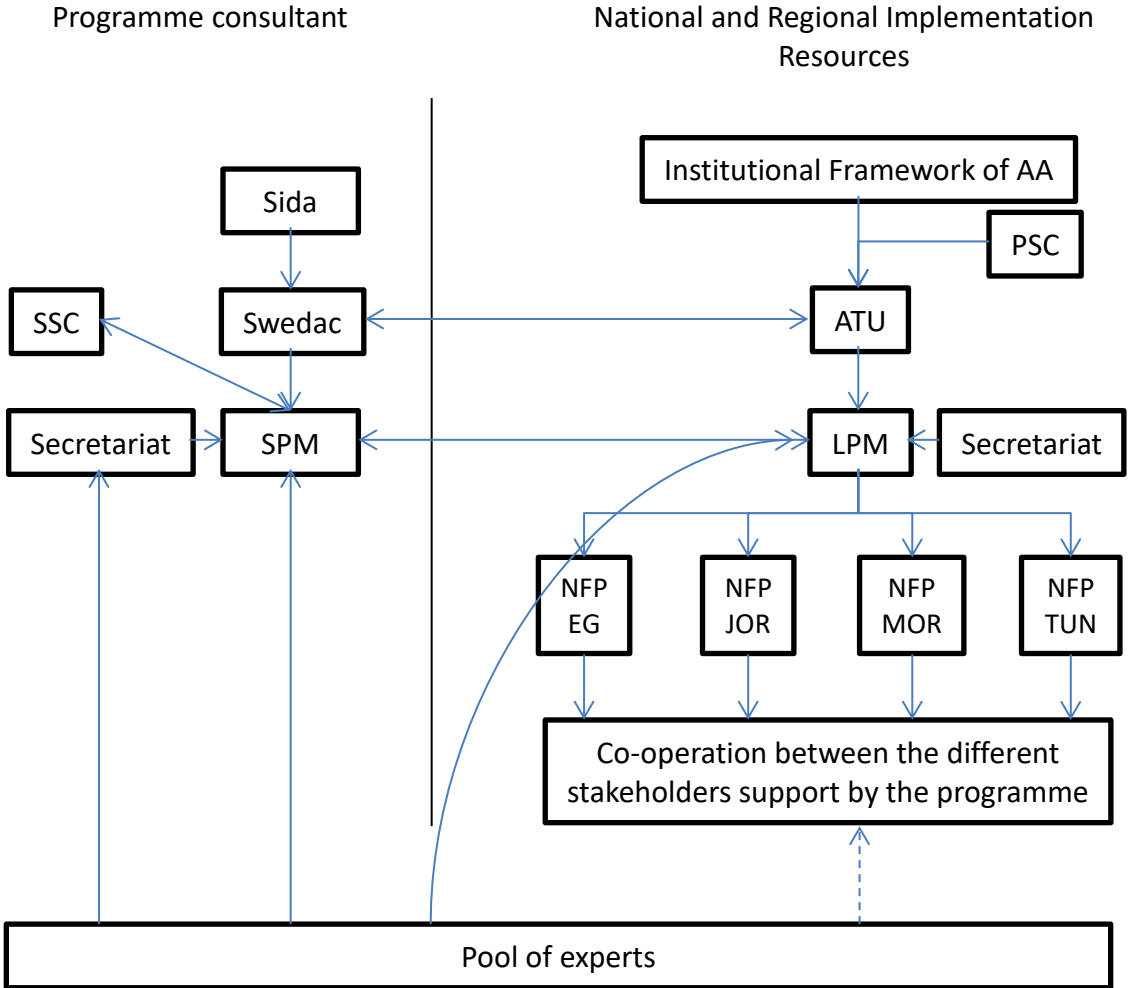 Programme consultant
National and Regional Implementation
Resources
Institutional Framework of AA
Sida
PSC
SSC
Swedac
ATU
Secretariat
SPM
LPM
Secretariat
NFP
EG
NFP
JOR
NFP
MOR
NFP
TUN
Co-operation between the different
stakeholders support by the programme
Pool of experts